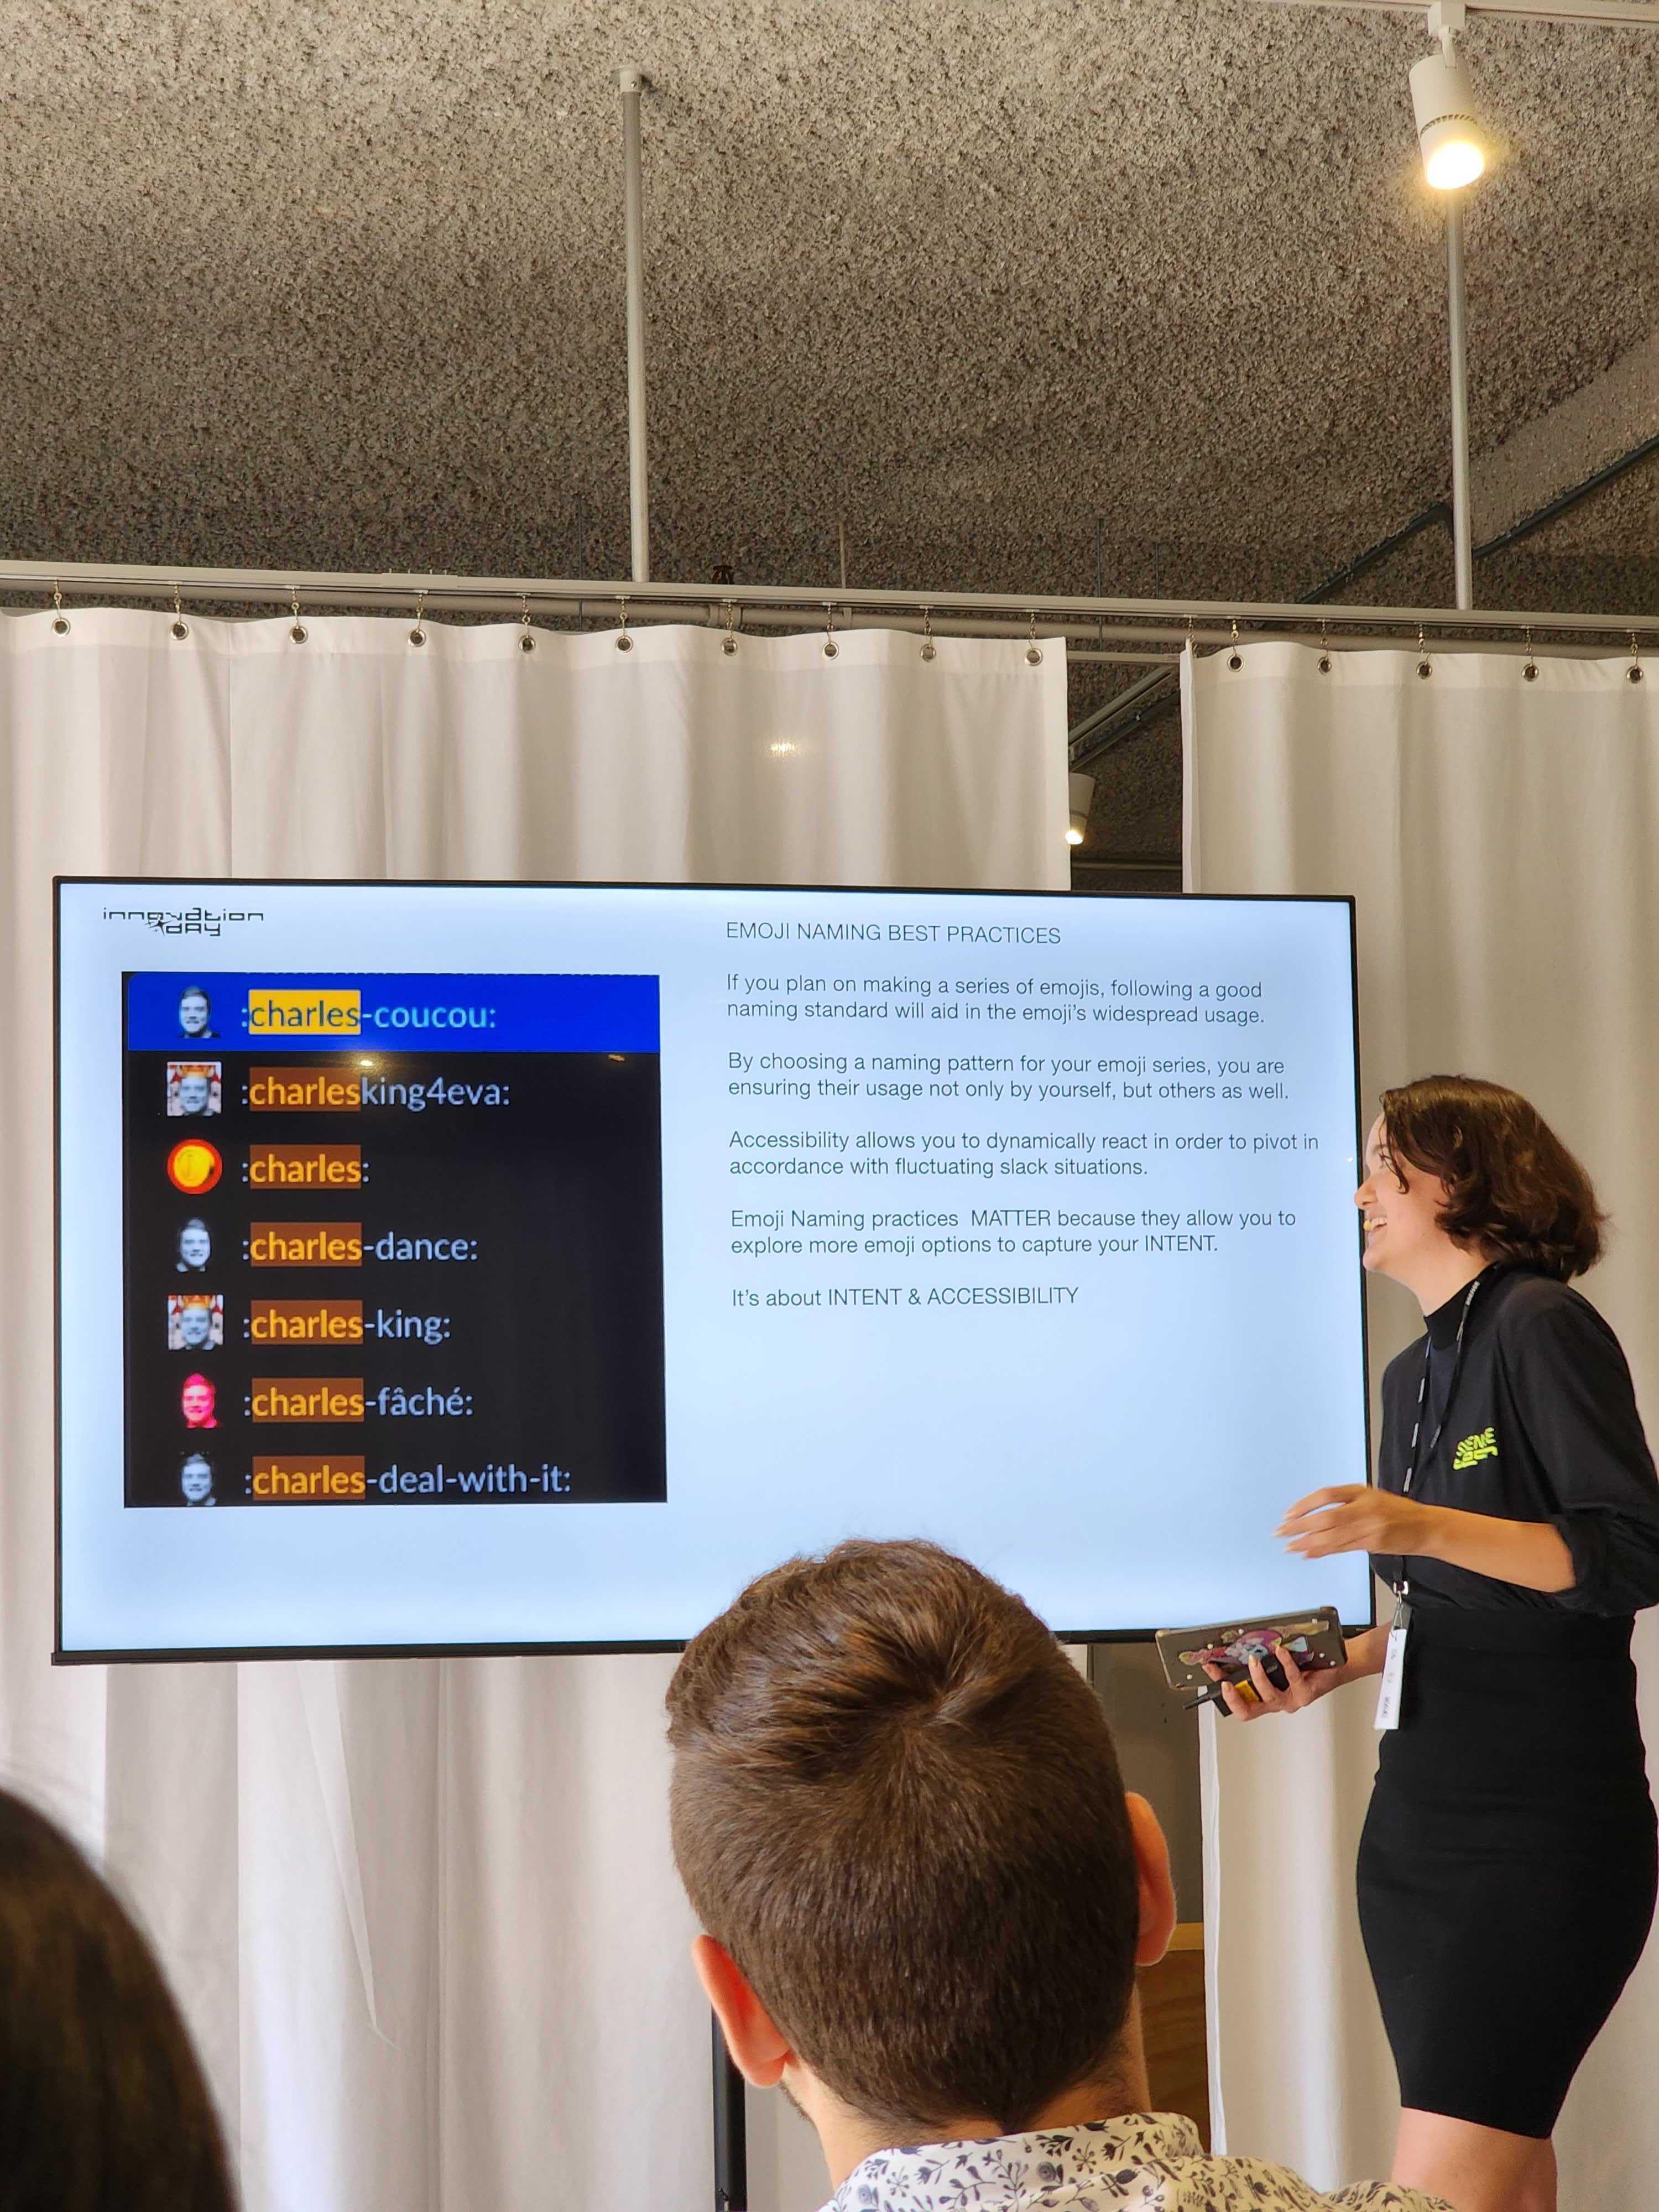 innovation
day
:charles-coucou:
:charlesking4eva:
:charles:
:charles-dance:
:charles-king:
:charles-fâché:
:charles-deal-with-it:
EMOJI NAMING BEST PRACTICES
If you plan on making a series of emojis, following a good
naming standard will aid in the emoji's widespread usage.
By choosing a naming pattern for your emoji series, you are
ensuring their usage not only by yourself, but others as well.
Accessibility allows you to dynamically react in order to pivot in
accordance with fluctuating slack situations.
Emoji Naming practices MATTER because they allow you to
explore more emoji options to capture your INTENT.
It's about INTENT & ACCESSIBILITY